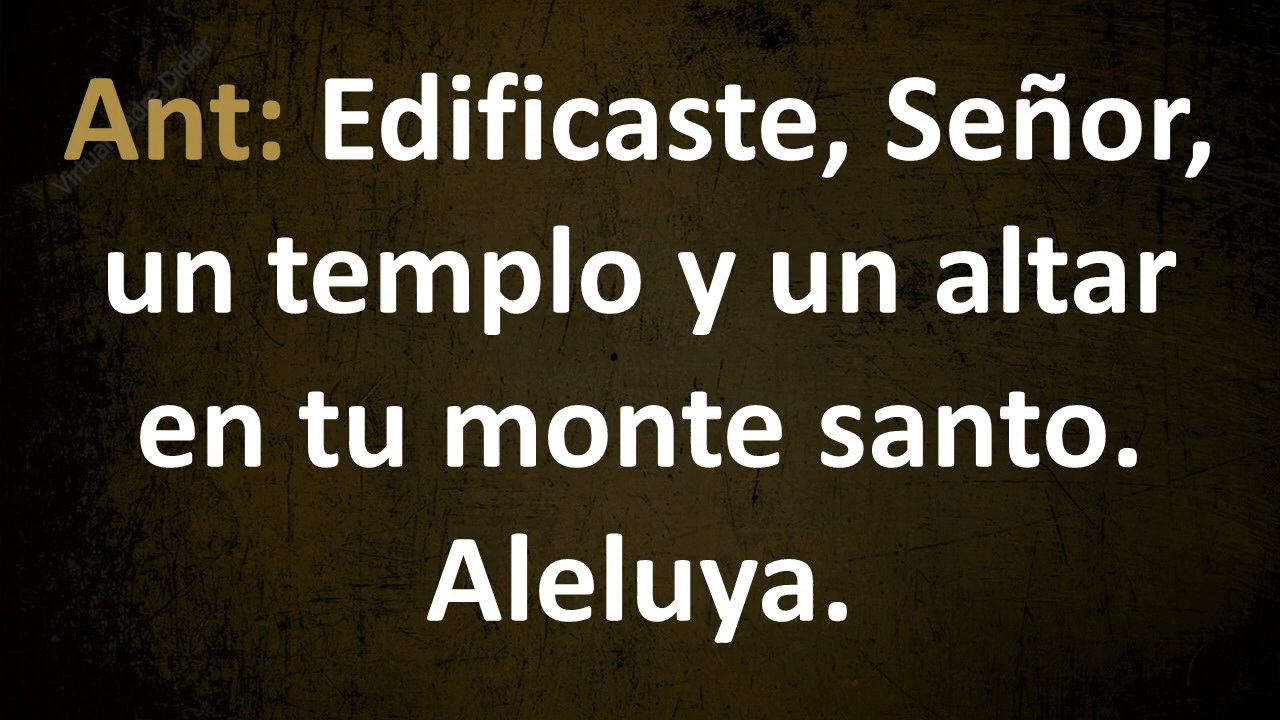 Ant: Edificaste, Señor,
un templo y un altar
en tu monte santo.
Aleluya.